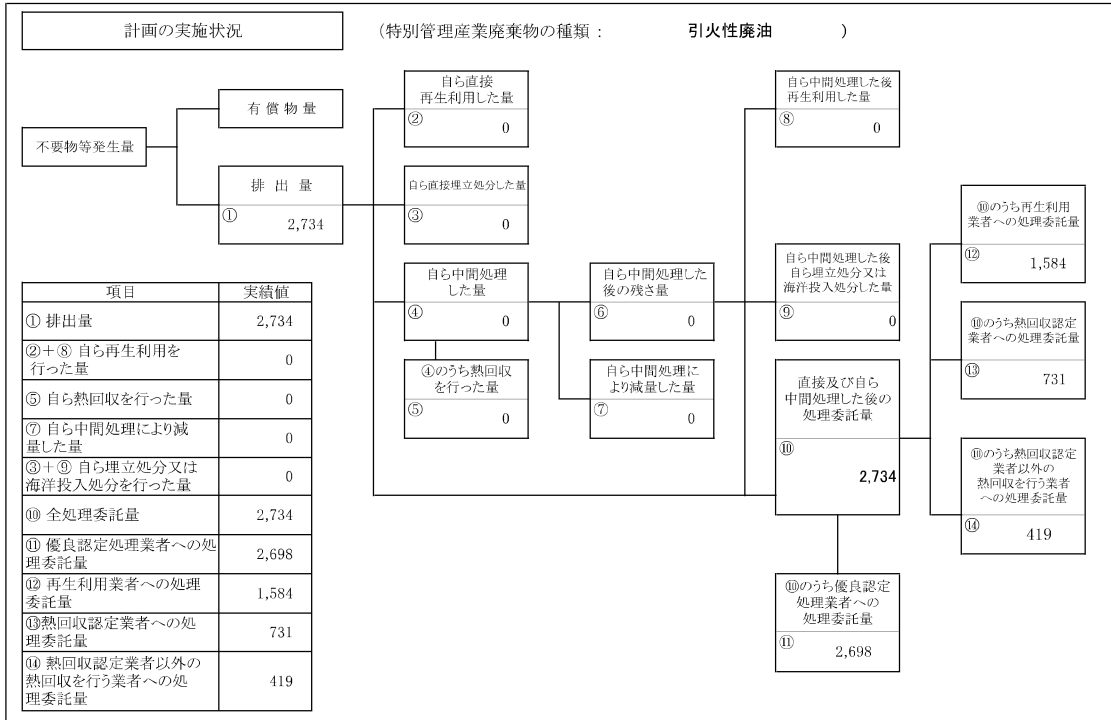 計画の実施状況
(特別管理産業廃棄物の種類： 引火性廃油 )
不要物等発生量
有償物量
排出量
① 2,734
自ら直接
再生利用した量
② 0
自ら直接埋立処分した量
③ 0
自ら中間処理
した量
④ 0
④のうち熱回収
を行った量
⑤ 0
自ら中間処理した
後の残さ量
⑥ 0
自ら中間処理に
より減量した量
⑦ 0
自ら中間処理した後
再生利用した量
⑧ 0
自ら中間処理した後
自ら埋立処分又は
海洋投入処分した量
⑨ 0
直接及び自ら
中間処理した後の
処理委託量
⑩
2,734
⑩のうち優良認定
処理業者への
処理委託量
⑪ 2,698
⑩のうち再生利用
業者への処理委託量
⑫ 1,584
⑩のうち熱回収認定
業者への処理委託量
⑬ 731
⑩のうち熱回収認定
業者以外の
熱回収を行う業者
への処理委託量
⑭ 419
項目 実績値
① 排出量 2,734
②＋⑧ 自ら再生利用を
行った量 0
⑤ 自ら熱回収を行った量 0
⑦ 自ら中間処理により減
量した量 0
③＋⑨ 自ら埋立処分又は
海洋投入処分を行った量 0
⑩ 全処理委託量 2,734
⑪ 優良認定処理業者への処
理委託量 2,698
⑫ 再生利用業者への処理
委託量 1,584
⑬熱回収認定業者への処
理委託量 731
⑭ 熱回収認定業者以外の
熱回収を行う業者への処
理委託量 419